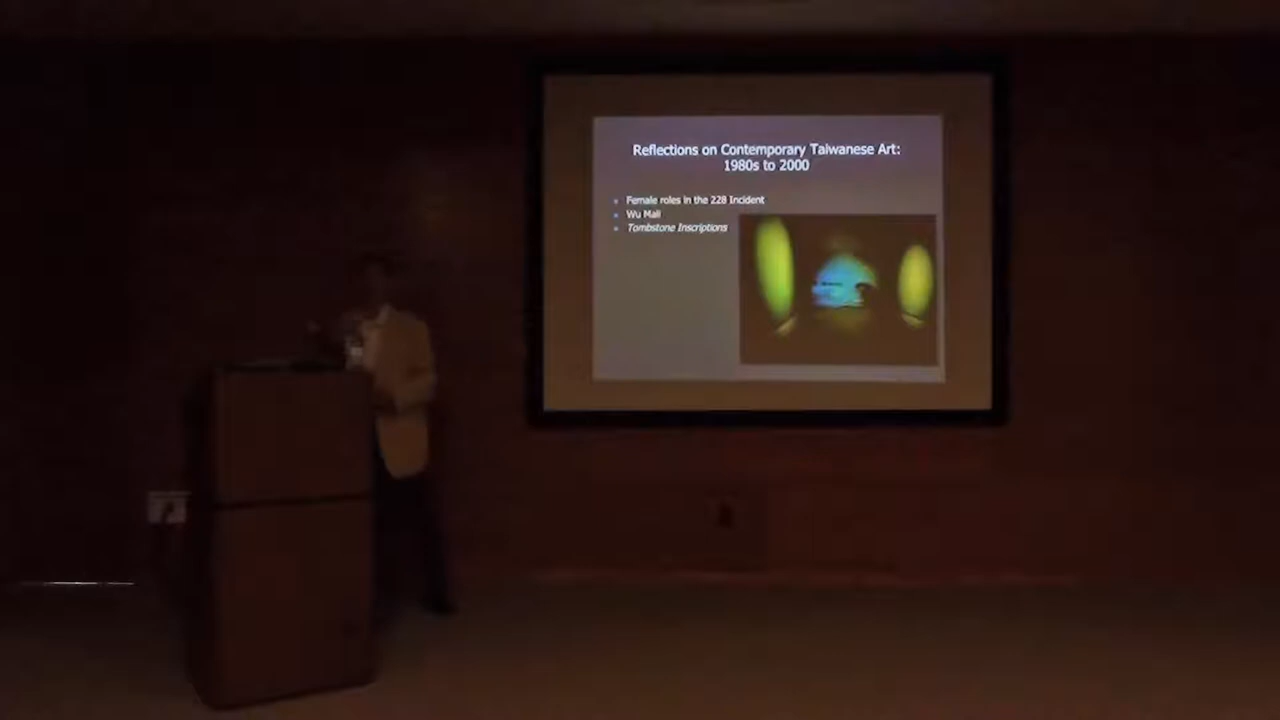 Reflections on Contemporary Taiwanese Art:
1980s to 2000
Female roles in the 228 Incident
Wu Mali
Tombstone Inscriptions